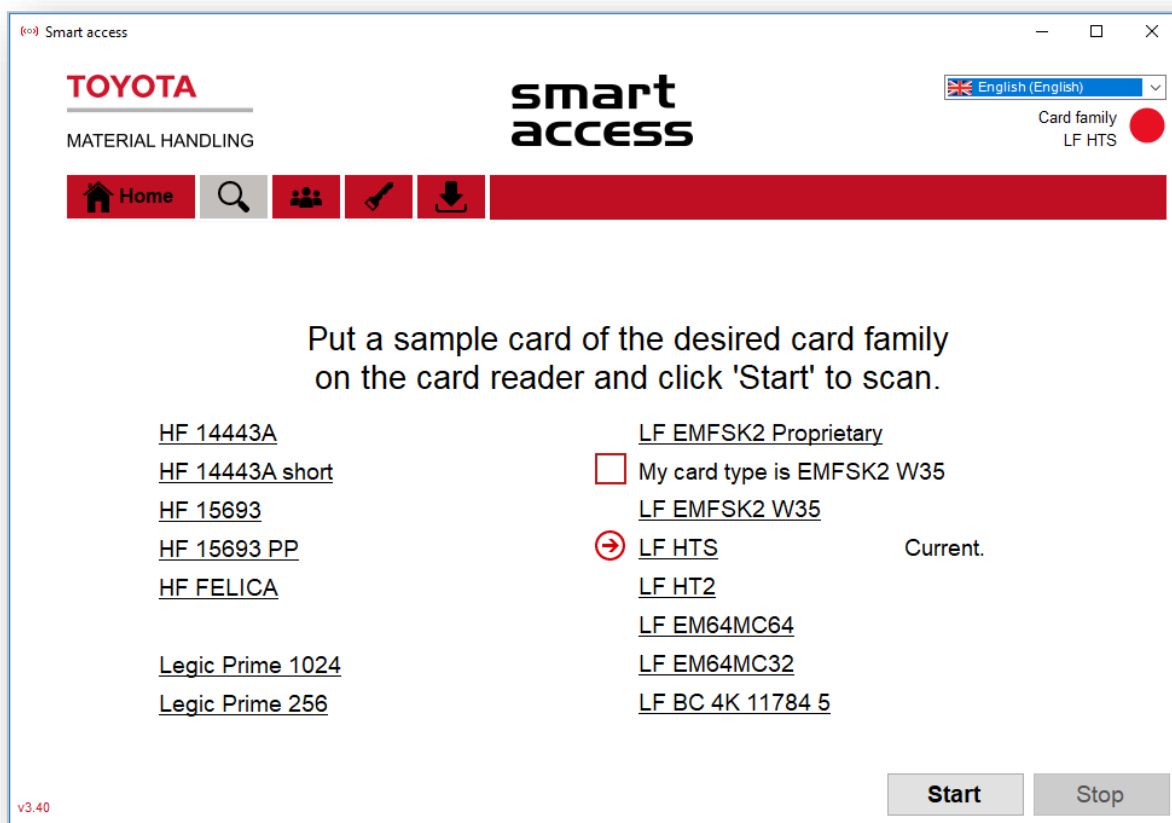 Smart access
TOYOTA
MATERIAL HANDLING
smart
access
English (English)
Card family
LF HTS
Home
Put a sample card of the desired card family
on the card reader and click 'Start' to scan.
HF 14443A
HF 14443A short
HF 15693
HF 15693 PP
HF FELICA
Legic Prime 1024
Legic Prime 256
LF EMFSK2 Proprietary
My card type is EMFSK2 W35
LF EMFSK2 W35
LF HTS Current.
LF HT2
LF EM64MC64
LF EM64MC32
LF BC 4K 11784 5
Start
Stop
v3.40